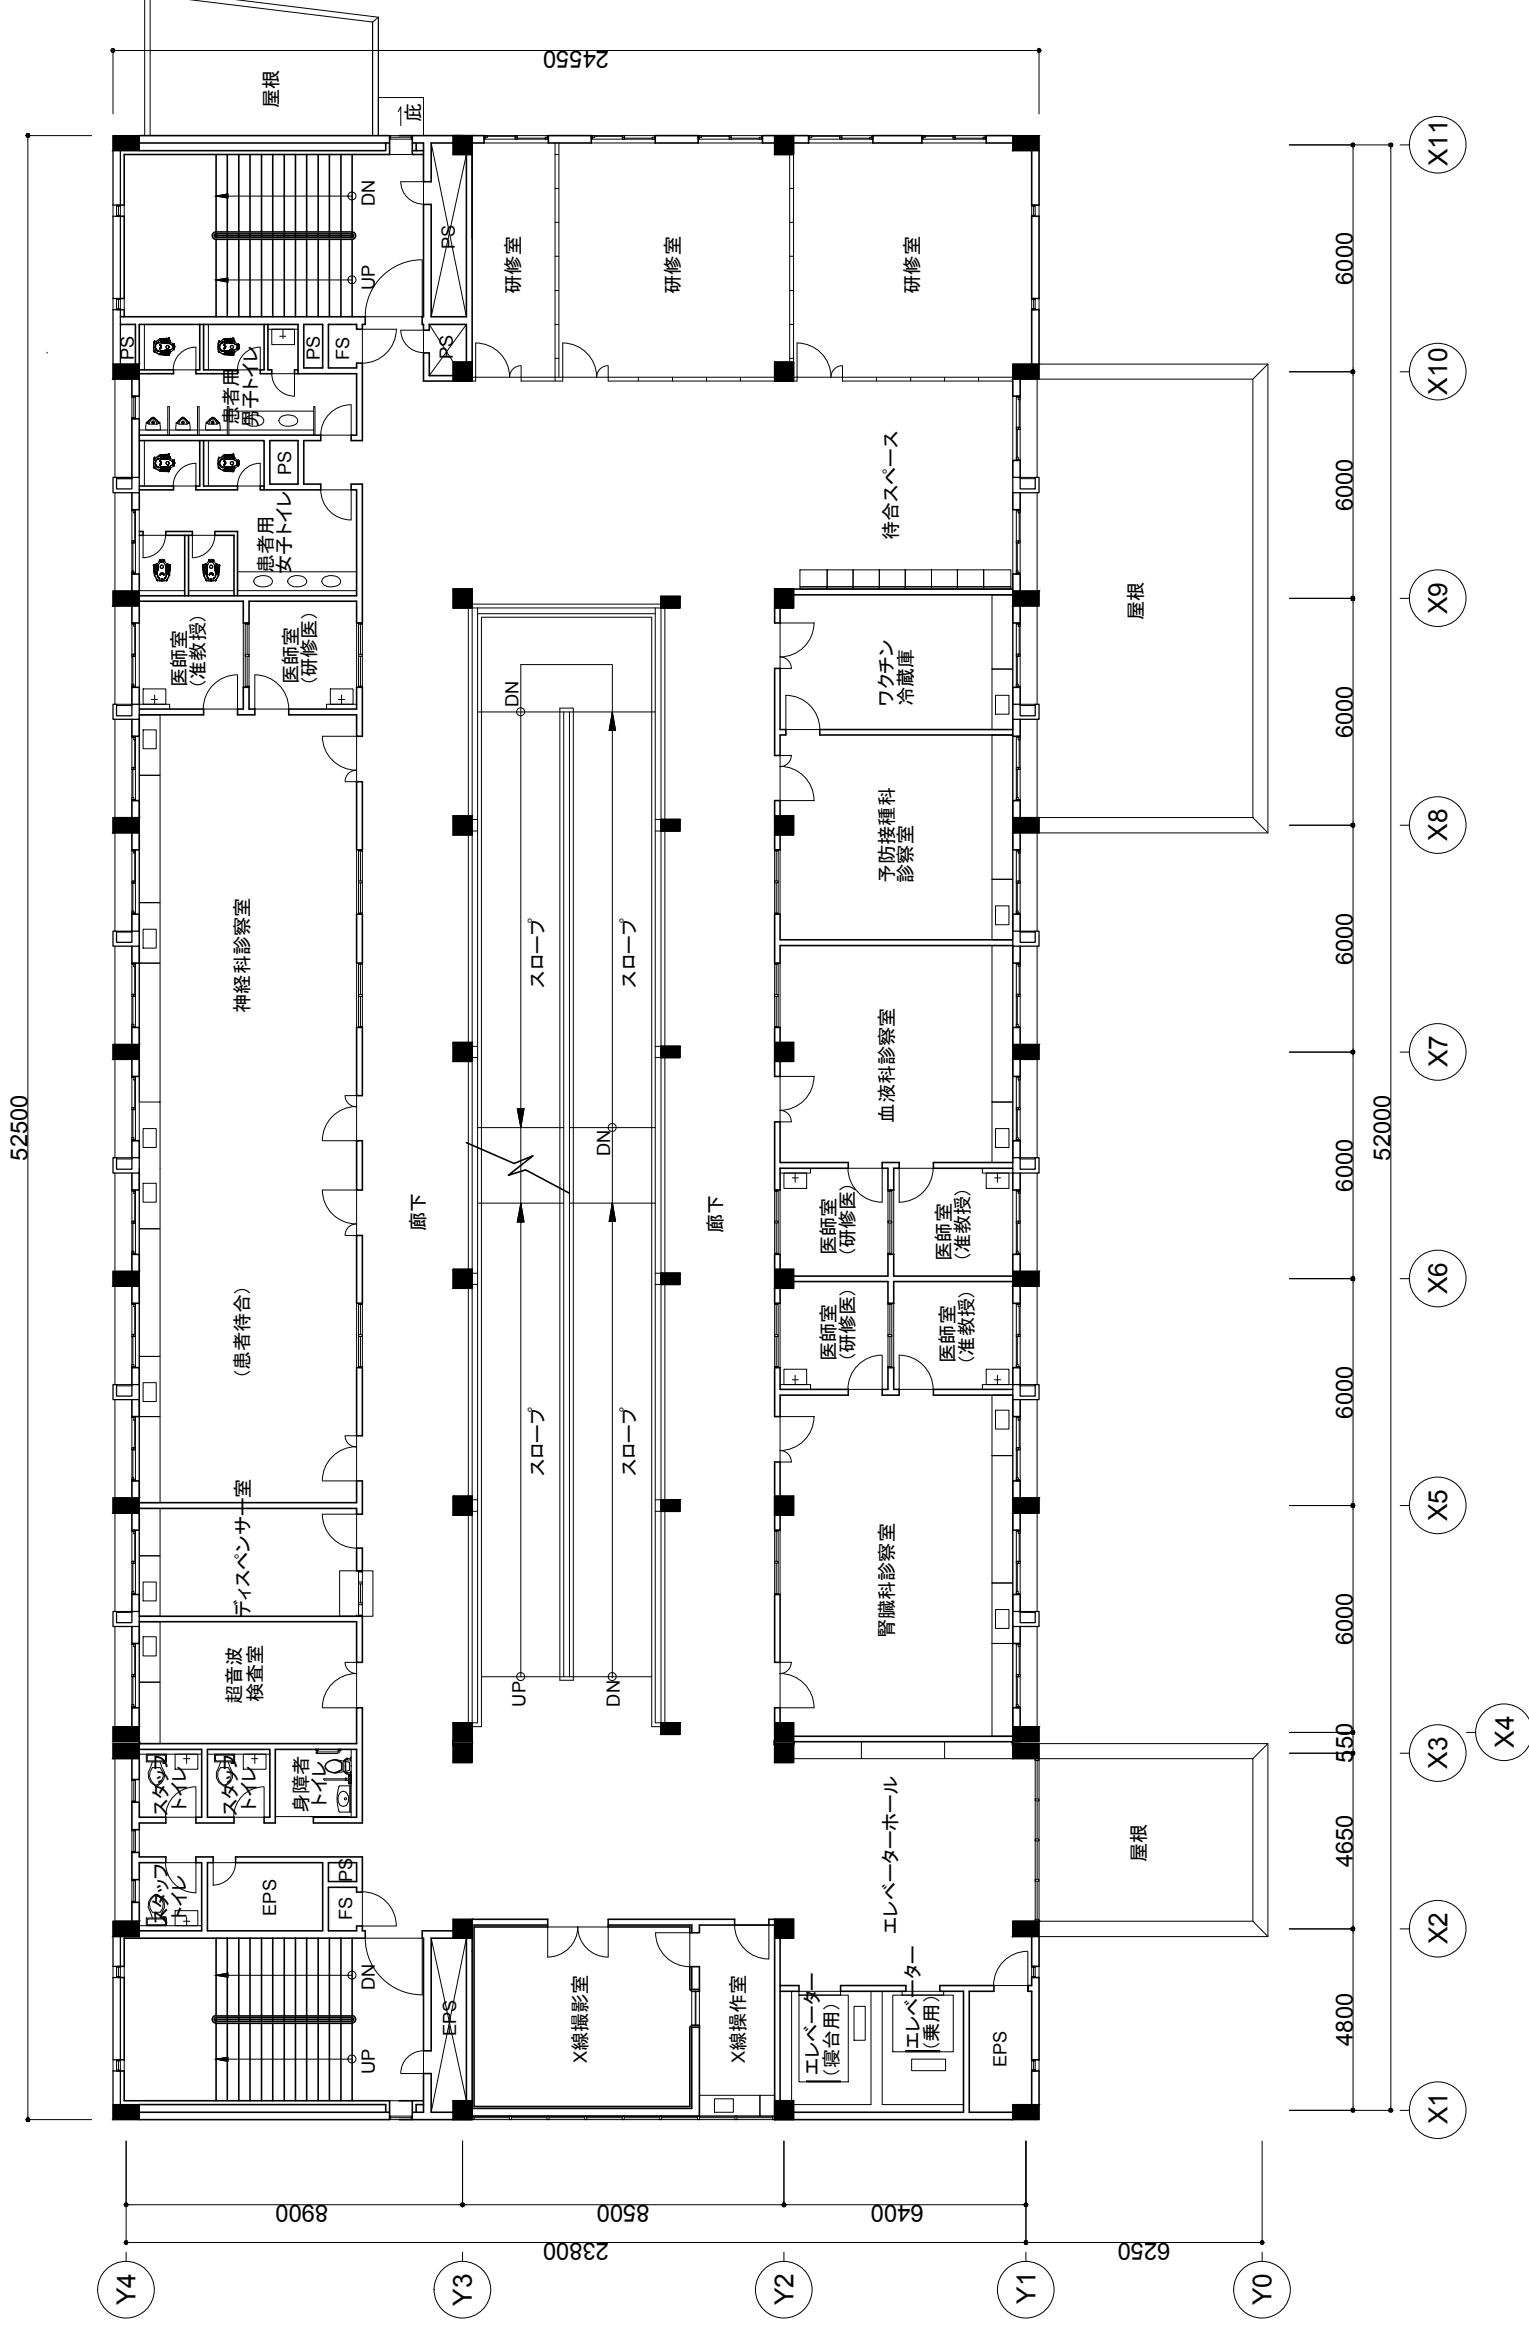 52500
24550
屋根
庇
DN
UP
PS
研修室
研修室
研修室
PS
PS
FS
PS
患者用
男子トイレ
PS
患者用
女子トイレ
待合スペース
医師室
(准教授)
医師室
(研修医)
神経科診察室
(患者待合)
ディスペンサー室
超音波
検査室
DN
スロープ
スロープ
DN
スロープ
スロープ
UP
DN
廊下
廊下
ワクチン
冷蔵庫
予防接種科
診察室
血液科診察室
医師室
(研修医)
医師室
(准教授)
医師室
(研修医)
医師室
(准教授)
腎臓科診察室
スタッフ
トイレ
スタッフ
トイレ
身障者
トイレ
スタッフ
トイレ
EPS
PS
FS
DN
UP
EPS
X線撮影室
X線操作室
エレベーターホール
エレベーター
(寝台用)
エレベーター
(乗用)
EPS
屋根
屋根
4800
4650
550
6000
6000
6000
6000
6000
6000
6000
52000
X1
X2
X3
X4
X5
X6
X7
X8
X9
X10
X11
8900
8500
6400
23800
6250
Y4
Y3
Y2
Y1
Y0